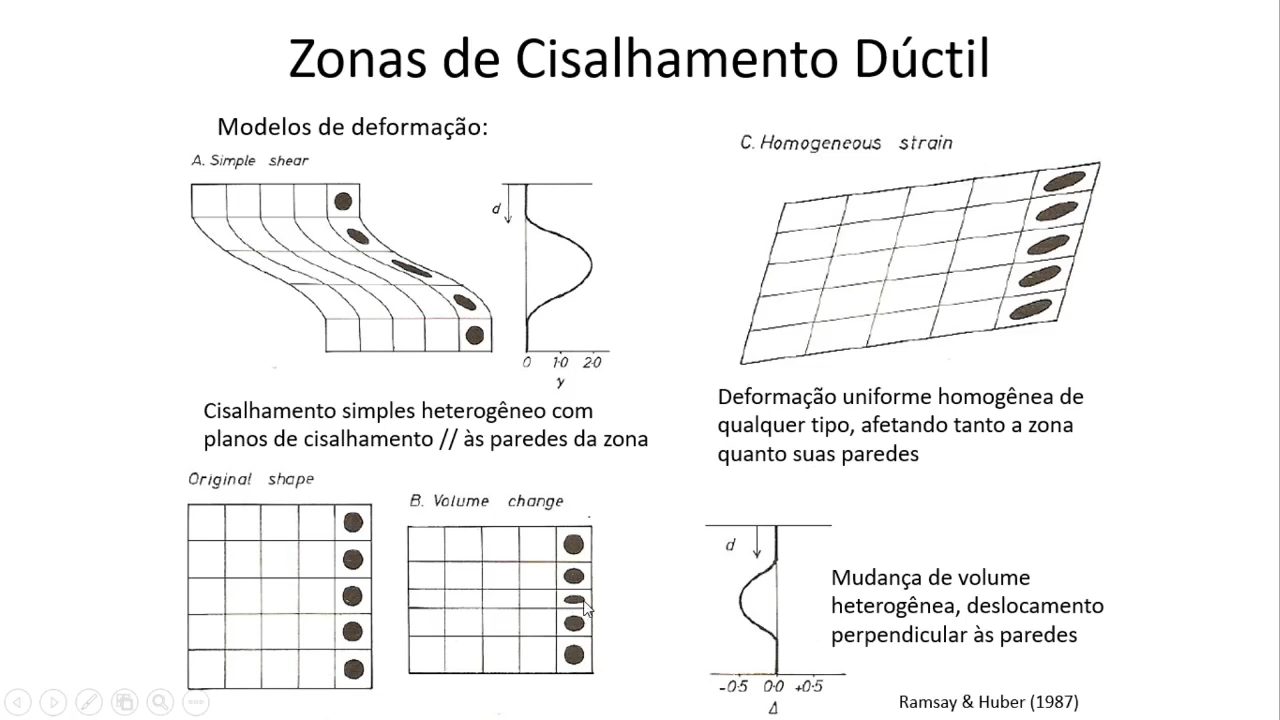 Zonas de Cisalhamento Dúctil
Modelos de deformação:
A. Simple shear
d
0 1·0 2·0
γ
Cisalhamento simples heterogêneo com
planos de cisalhamento // às paredes da zona
C. Homogeneous strain
Deformação uniforme homogênea de
qualquer tipo, afetando tanto a zona
quanto suas paredes
Original shape
B. Volume change
d
-0·5 0·0 +0·5
Δ
Mudança de volume
heterogênea, deslocamento
perpendicular às paredes
Ramsay & Huber (1987)